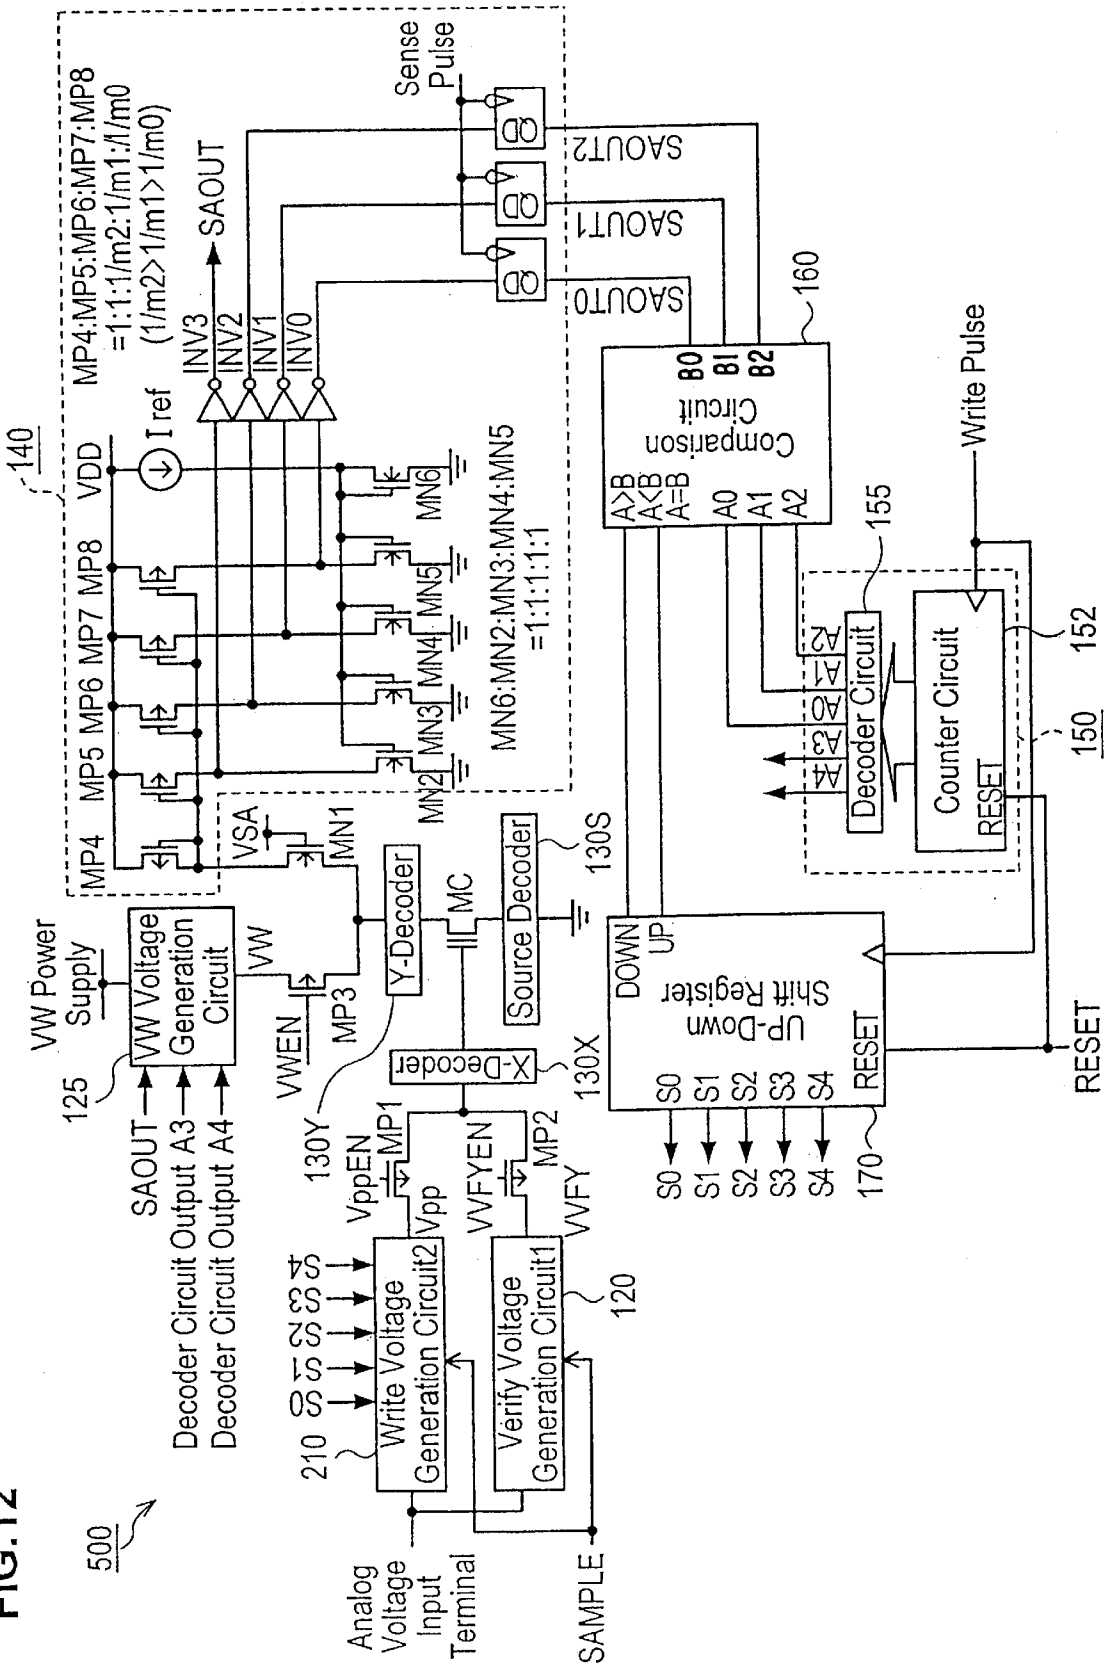 FIG.12
500
VW Power
Supply
125
VW Voltage
Generation
Circuit
SAOUT
Decoder Circuit Output A3
Decoder Circuit Output A4
VW
VWEN
MP3
140
MP4
MP5
MP6
MP7
MP8
VDD
I ref
MP4:MP5:MP6:MP7:MP8
=1:1:1/m2:1/m1:/1/m0
(1/m2>1/m1>1/m0)
VSA
MN1
INV3
INV2
INV1
INV0
SAOUT
MN2
MN3
MN4
MN5
MN6
MN6:MN2:MN3:MN4:MN5
=1:1:1:1:1
Sense
Pulse
QD
QD
QD
SAOUT0
SAOUT1
SAOUT2
S0
S1
S2
S3
S4
210
Write Voltage
Generation Circuit2
VppEN
MP1
Vpp
130Y
Y-Decoder
MC
Source Decoder
130S
X-Decoder
130X
VVFYEN
MP2
VVFY
Verify Voltage
Generation Circuit1
120
Analog
Voltage
Input
Terminal
SAMPLE
S0
S1
S2
S3
S4
S0
S1
S2
S3
S4
170
RESET
DOWN
UP
UP-Down
Shift Register
A>B
A<B
A=B
A0
A1
A2
Comparison
Circuit
B0
B1
B2
160
A4
A3
A0
A1
A2
Decoder Circuit
155
Counter Circuit
RESET
152
150
Write Pulse
RESET